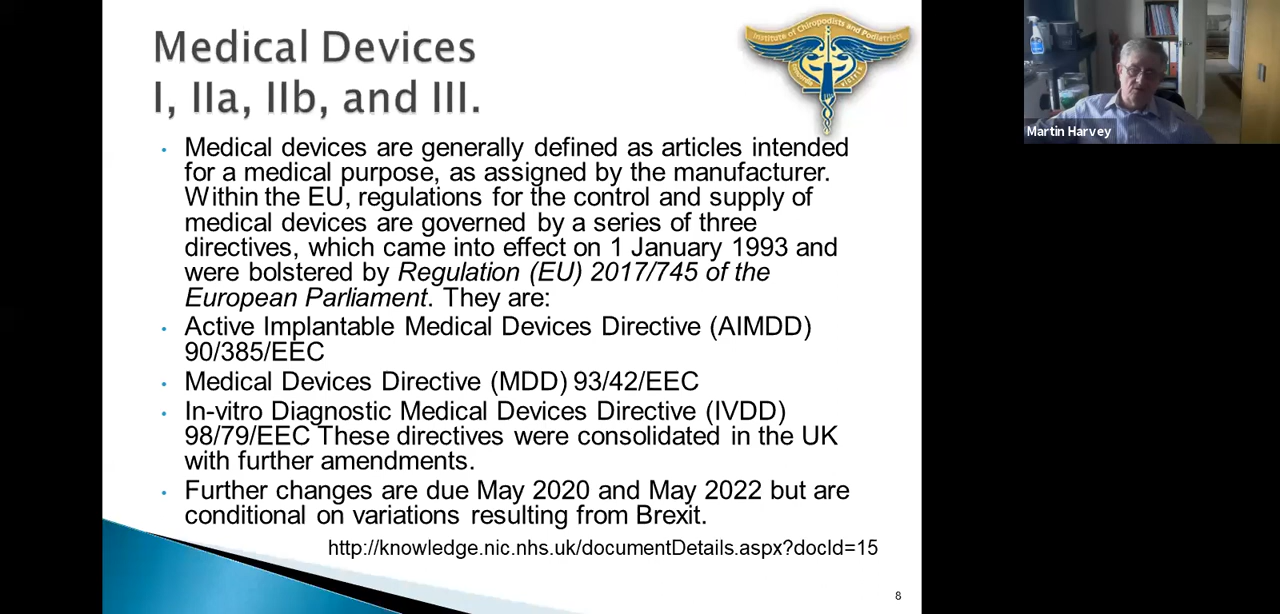 Medical Devices
I, IIa, IIb, and III.
Institute of Chiropodists and Podiatrists
• Medical devices are generally defined as articles intended
for a medical purpose, as assigned by the manufacturer.
Within the EU, regulations for the control and supply of
medical devices are governed by a series of three
directives, which came into effect on 1 January 1993 and
were bolstered by Regulation (EU) 2017/745 of the
European Parliament. They are:
• Active Implantable Medical Devices Directive (AIMDD)
90/385/EEC
• Medical Devices Directive (MDD) 93/42/EEC
• In-vitro Diagnostic Medical Devices Directive (IVDD)
98/79/EEC These directives were consolidated in the UK
with further amendments.
• Further changes are due May 2020 and May 2022 but are
conditional on variations resulting from Brexit.
http://knowledge.nic.nhs.uk/documentDetails.aspx?docId=15
8
Martin Harvey